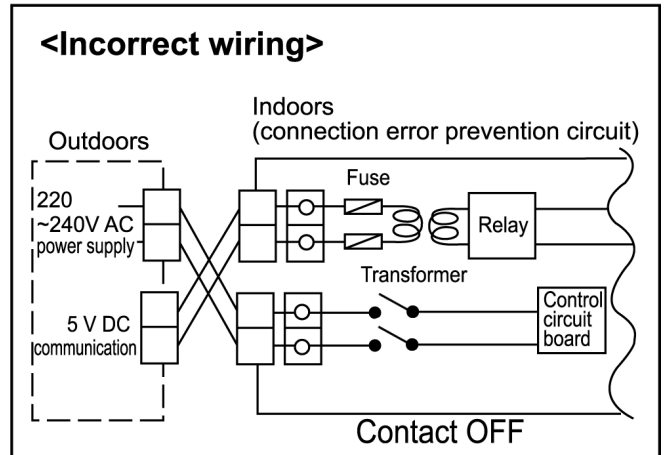 <Incorrect wiring>
Indoors
(connection error prevention circuit)
Outdoors
220
~240V AC
power supply
5 V DC
communication
Fuse
Relay
Transformer
Control
circuit
board
Contact OFF